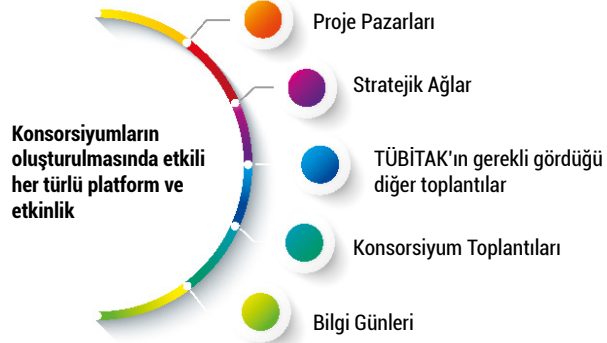 Konsorsiyumların
oluşturulmasında etkili
her türlü platform ve
etkinlik
Proje Pazarları
Stratejik Ağlar
TÜBİTAK'ın gerekli gördüğü
diğer toplantılar
Konsorsiyum Toplantıları
Bilgi Günleri